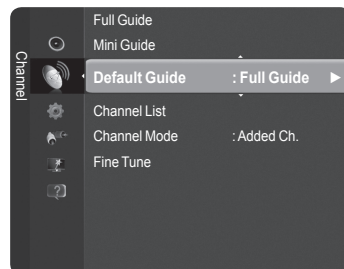 Channel
Full Guide
Mini Guide
Default Guide : Full Guide ►
Channel List
Channel Mode : Added Ch.
Fine Tune